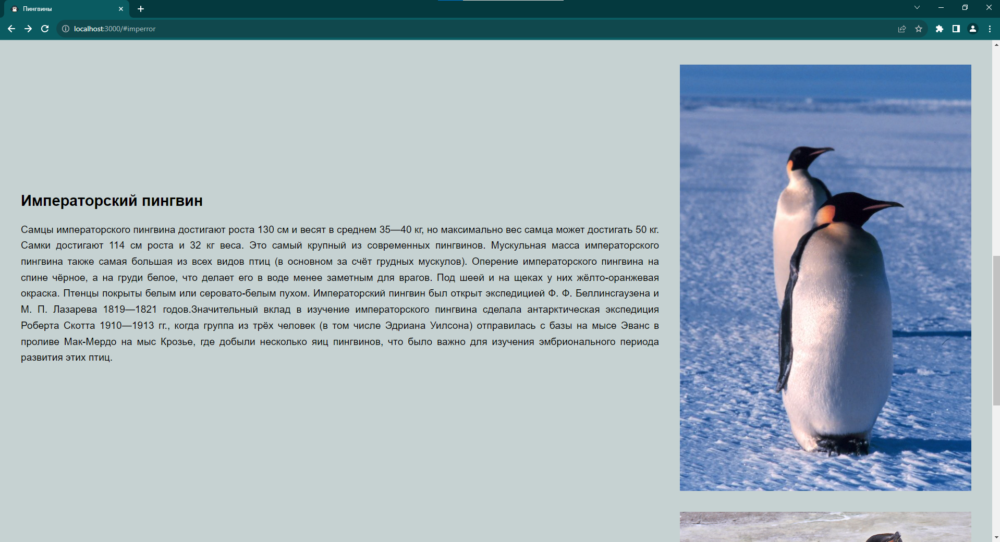 Пингвины
localhost:3000/#imperror
Императорский пингвин
Самцы императорского пингвина достигают роста 130 см и весят в среднем 35—40 кг, но максимально вес самца может достигать 50 кг.
Самки достигают 114 см роста и 32 кг веса. Это самый крупный из современных пингвинов. Мускульная масса императорского
пингвина также самая большая из всех видов птиц (в основном за счёт грудных мускулов). Оперение императорского пингвина на
спине чёрное, а на груди белое, что делает его в воде менее заметным для врагов. Под шеей и на щеках у них жёлто-оранжевая
окраска. Птенцы покрыты белым или серовато-белым пухом. Императорский пингвин был открыт экспедицией Ф. Ф. Беллинсгаузена и
М. П. Лазарева 1819—1821 годов.Значительный вклад в изучение императорского пингвина сделала антарктическая экспедиция
Роберта Скотта 1910—1913 гг., когда группа из трёх человек (в том числе Эдриана Уилсона) отправилась с базы на мысе Эванс в
проливе Мак-Мердо на мыс Крозье, где добыли несколько яиц пингвинов, что было важно для изучения эмбрионального периода
развития этих птиц.